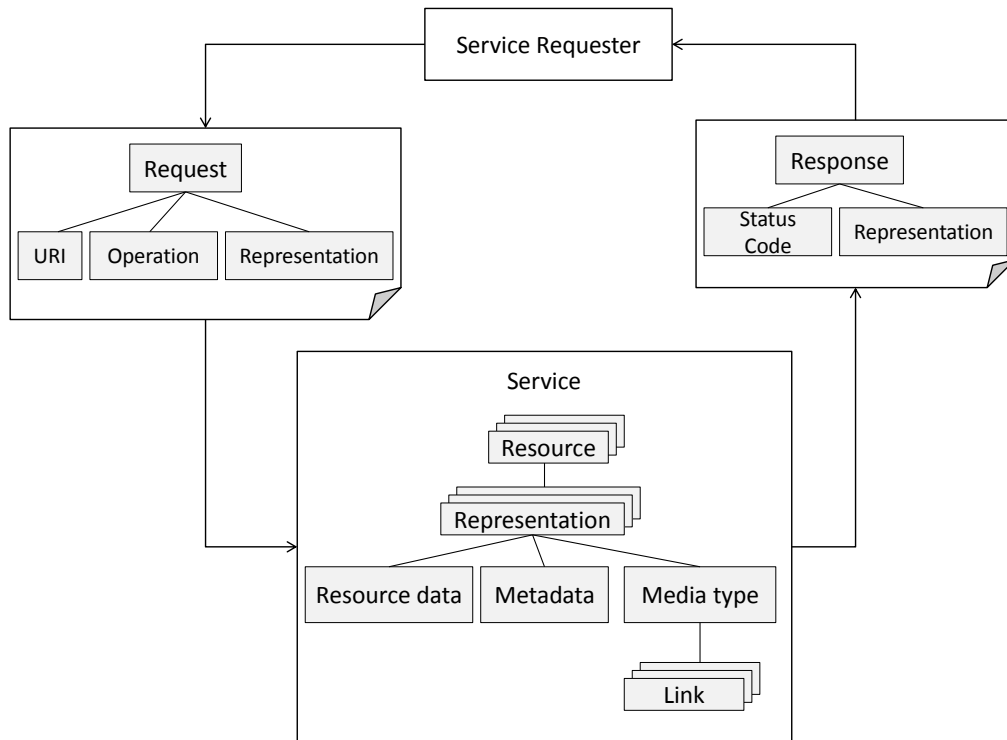 Service Requester
Request
URI
Operation
Representation
Response
Status
Code
Representation
Service
Resource
Representation
Resource data
Metadata
Media type
Link